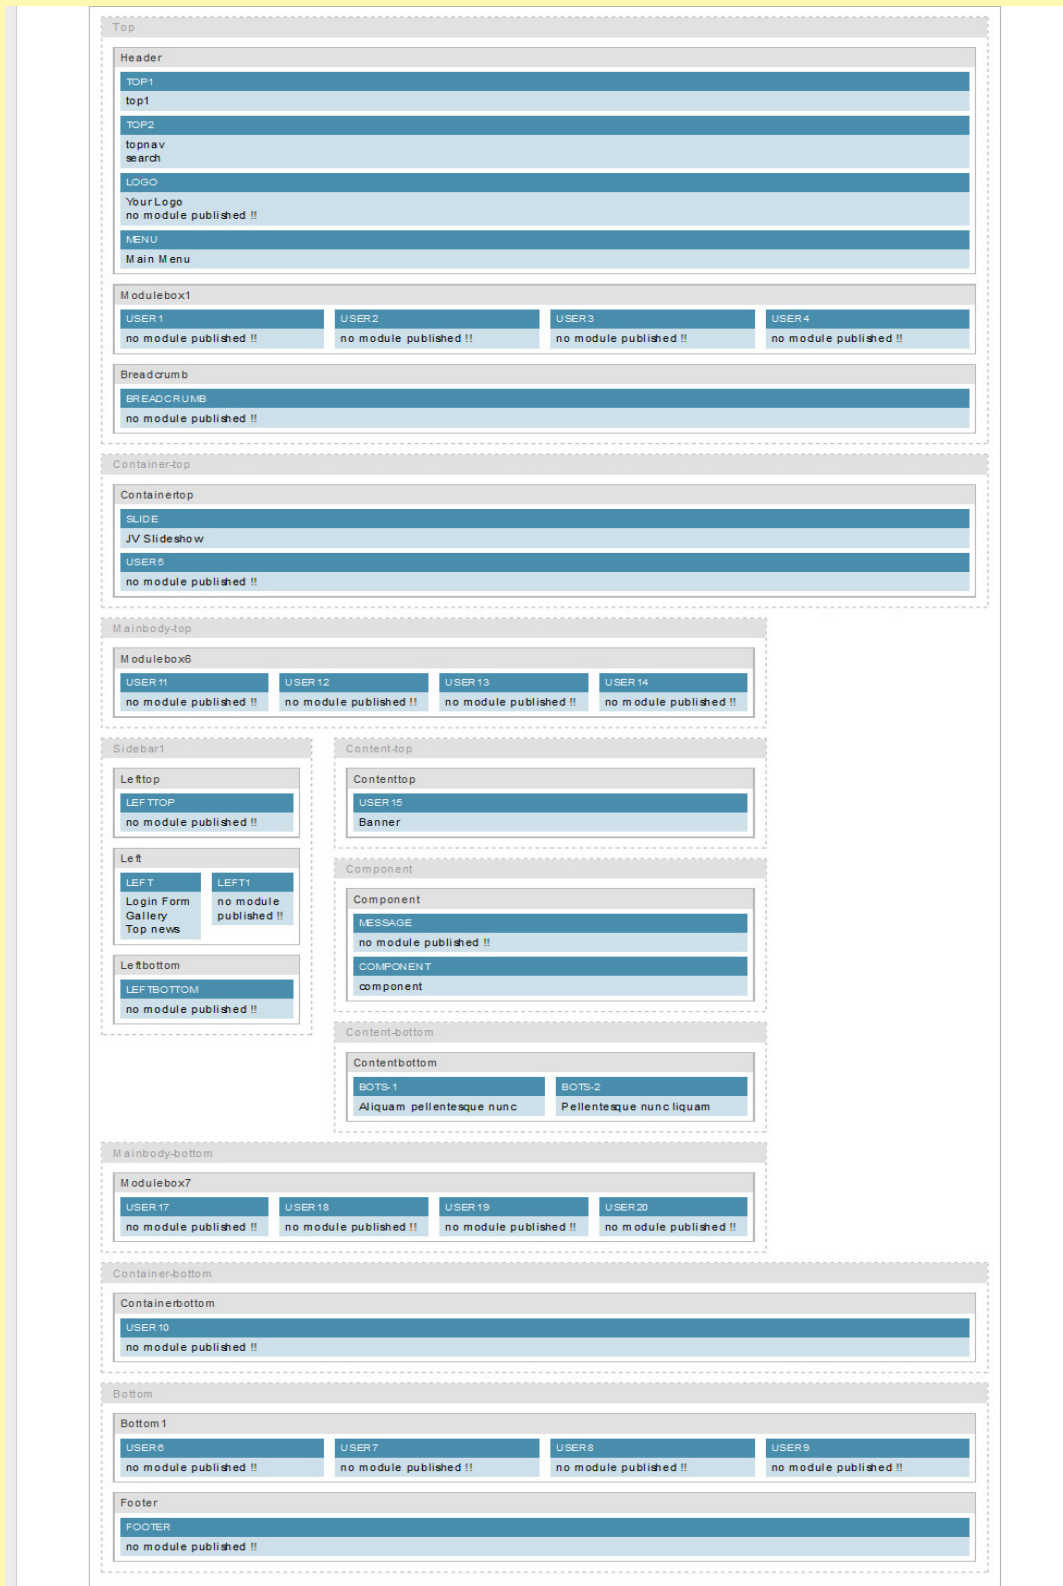 Top
Header
TOP1
top1
TOP2
topnav
search
LOGO
Your Logo
no module published !!
MENU
Main Menu
Modulebox1
USER1 USER2 USER3 USER4
no module published !! no module published !! no module published !! no module published !!
Breadcrumb
BREADCRUMB
no module published !!
Container-top
Containertop
SLIDE
JV Slideshow
USER5
no module published !!
Mainbody-top
Modulebox6
USER11 USER12 USER13 USER14
no module published !! no module published !! no module published !! no module published !!
Sidebar1
Lefttop
LEFTTOP
no module published !!
Left
LEFT
Login Form
Gallery
Top news
LEFT1
no module
published !!
Leftbottom
LEFTBOTTOM
no module published !!
Content-top
Contenttop
USER15
Banner
Component
Component
MESSAGE
no module published !!
COMPONENT
component
Content-bottom
Contentbottom
BOTS-1 BOTS-2
Aliquam pellentesque nunc Pellentesque nunc liquam
Mainbody-bottom
Modulebox7
USER17 USER18 USER19 USER20
no module published !! no module published !! no module published !! no module published !!
Container-bottom
Containerbottom
USER10
no module published !!
Bottom
Bottom1
USER6 USER7 USER8 USER9
no module published !! no module published !! no module published !! no module published !!
Footer
FOOTER
no module published !!